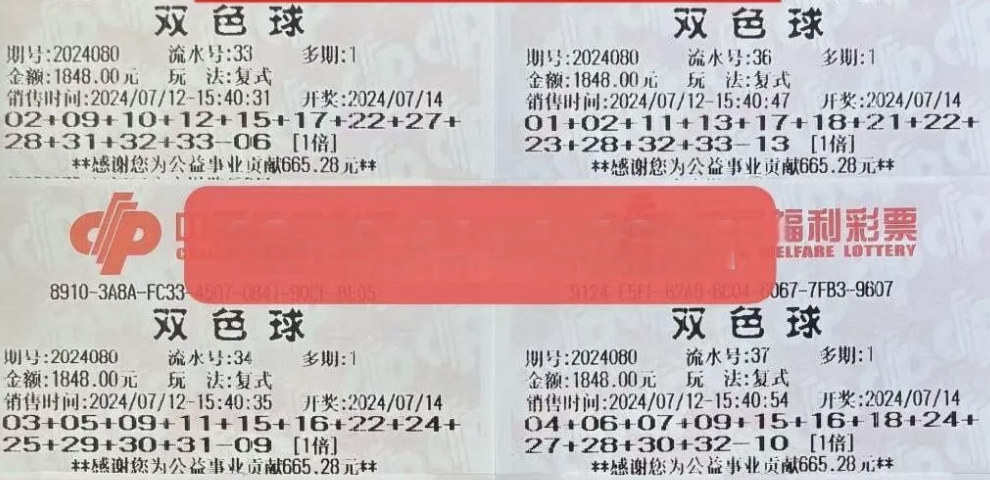 双色球
期号:2024080 流水号:33 多期:1
金额:1848.00元 玩 法:复式
销售时间:2024/07/12-15:40:31 开奖:2024/07/14
02+09+10+12+15+17+22+27+
28+31+32+33-06 [1倍]
**感谢您为公益事业贡献665.28元**
双色球
期号:2024080 流水号:36 多期:1
金额:1848.00元 玩 法:复式
销售时间:2024/07/12-15:40:47 开奖:2024/07/14
01+02+11+13+17+18+21+22+
23+28+32+33-13 [1倍]
**感谢您为公益事业贡献665.28元**
中
8910-3A8A-FC33-
双色球
期号:2024080 流水号:34 多期:1
金额:1848.00元 玩 法:复式
销售时间:2024/07/12-15:40:35 开奖:2024/07/14
03+05+09+11+15+16+22+24+
25+29+30+31-09 [1倍]
**感谢您为公益事业贡献665.28元**
福利彩票
WELFARE LOTTERY
067-7FB3-9607
双色球
期号:2024080 流水号:37 多期:1
金额:1848.00元 玩 法:复式
销售时间:2024/07/12-15:40:54 开奖:2024/07/14
04+06+07+09+15+16+18+24+
27+28+30+32-10 [1倍]
**感谢您为公益事业贡献665.28元**